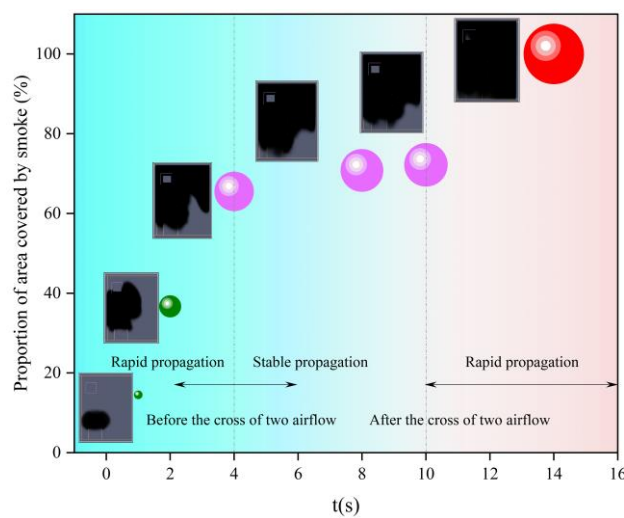 Proportion of area covered by smoke (%)
100
80
60
40
20
0
Rapid propagation
Stable propagation
Rapid propagation
Before the cross of two airflow
After the cross of two airflow
0 2 4 6 8 10 12 14 16
t(s)